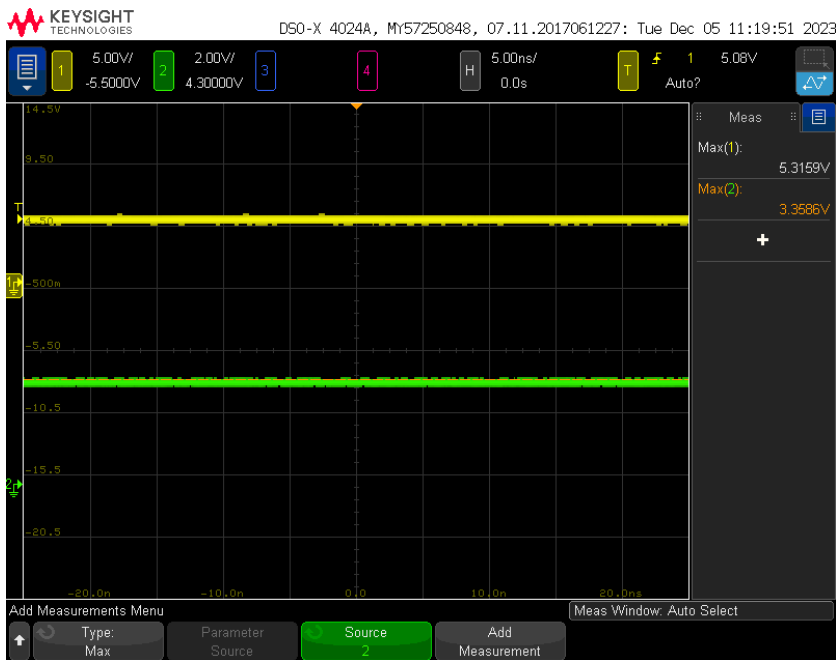 KEYSIGHT
TECHNOLOGIES
DSO-X 4024A, MY57250848, 07.11.2017061227: Tue Dec 05 11:19:51 2023
1 5.00V/ 2 2.00V/ 3 4 H 5.00ns/ T 1 5.08V
-5.5000V 4.30000V 0.0s Auto?
14.5V
9.50
T
4.50
1
-500m
-5.50
-10.5
-15.5
2
-20.5
-20.0n -10.0n 0.0 10.0n 20.0ns
Meas
Max(1):
5.3159V
Max(2):
3.3586V
+
Add Measurements Menu
Meas Window: Auto Select
Type:
Max
Parameter
Source
Source
2
Add
Measurement